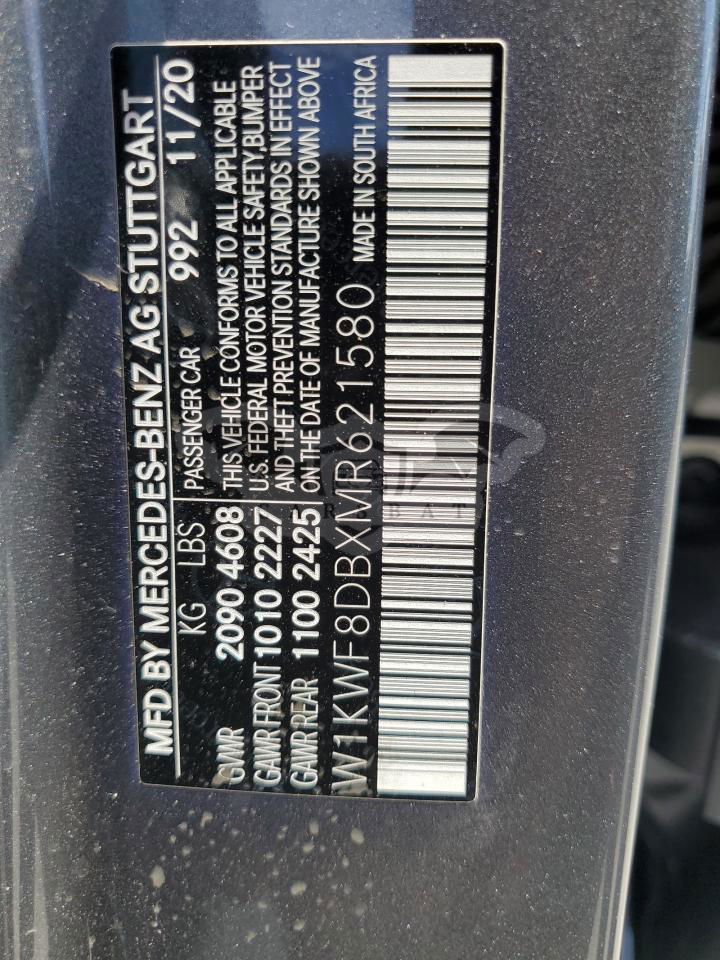 MFD BY MERCEDES-BENZ AG STUTTGART
KG LBS PASSENGER CAR 992 11/20
GVWR 2090 4608 THIS VEHICLE CONFORMS TO ALL APPLICABLE
GAWR FRONT 1010 2227 U.S. FEDERAL MOTOR VEHICLE SAFETY,BUMPER
GAWR REAR 1100 2425 AND THEFT PREVENTION STANDARDS IN EFFECT
ON THE DATE OF MANUFACTURE SHOWN ABOVE
W1KWF8DBXMR621580 MADE IN SOUTH AFRICA